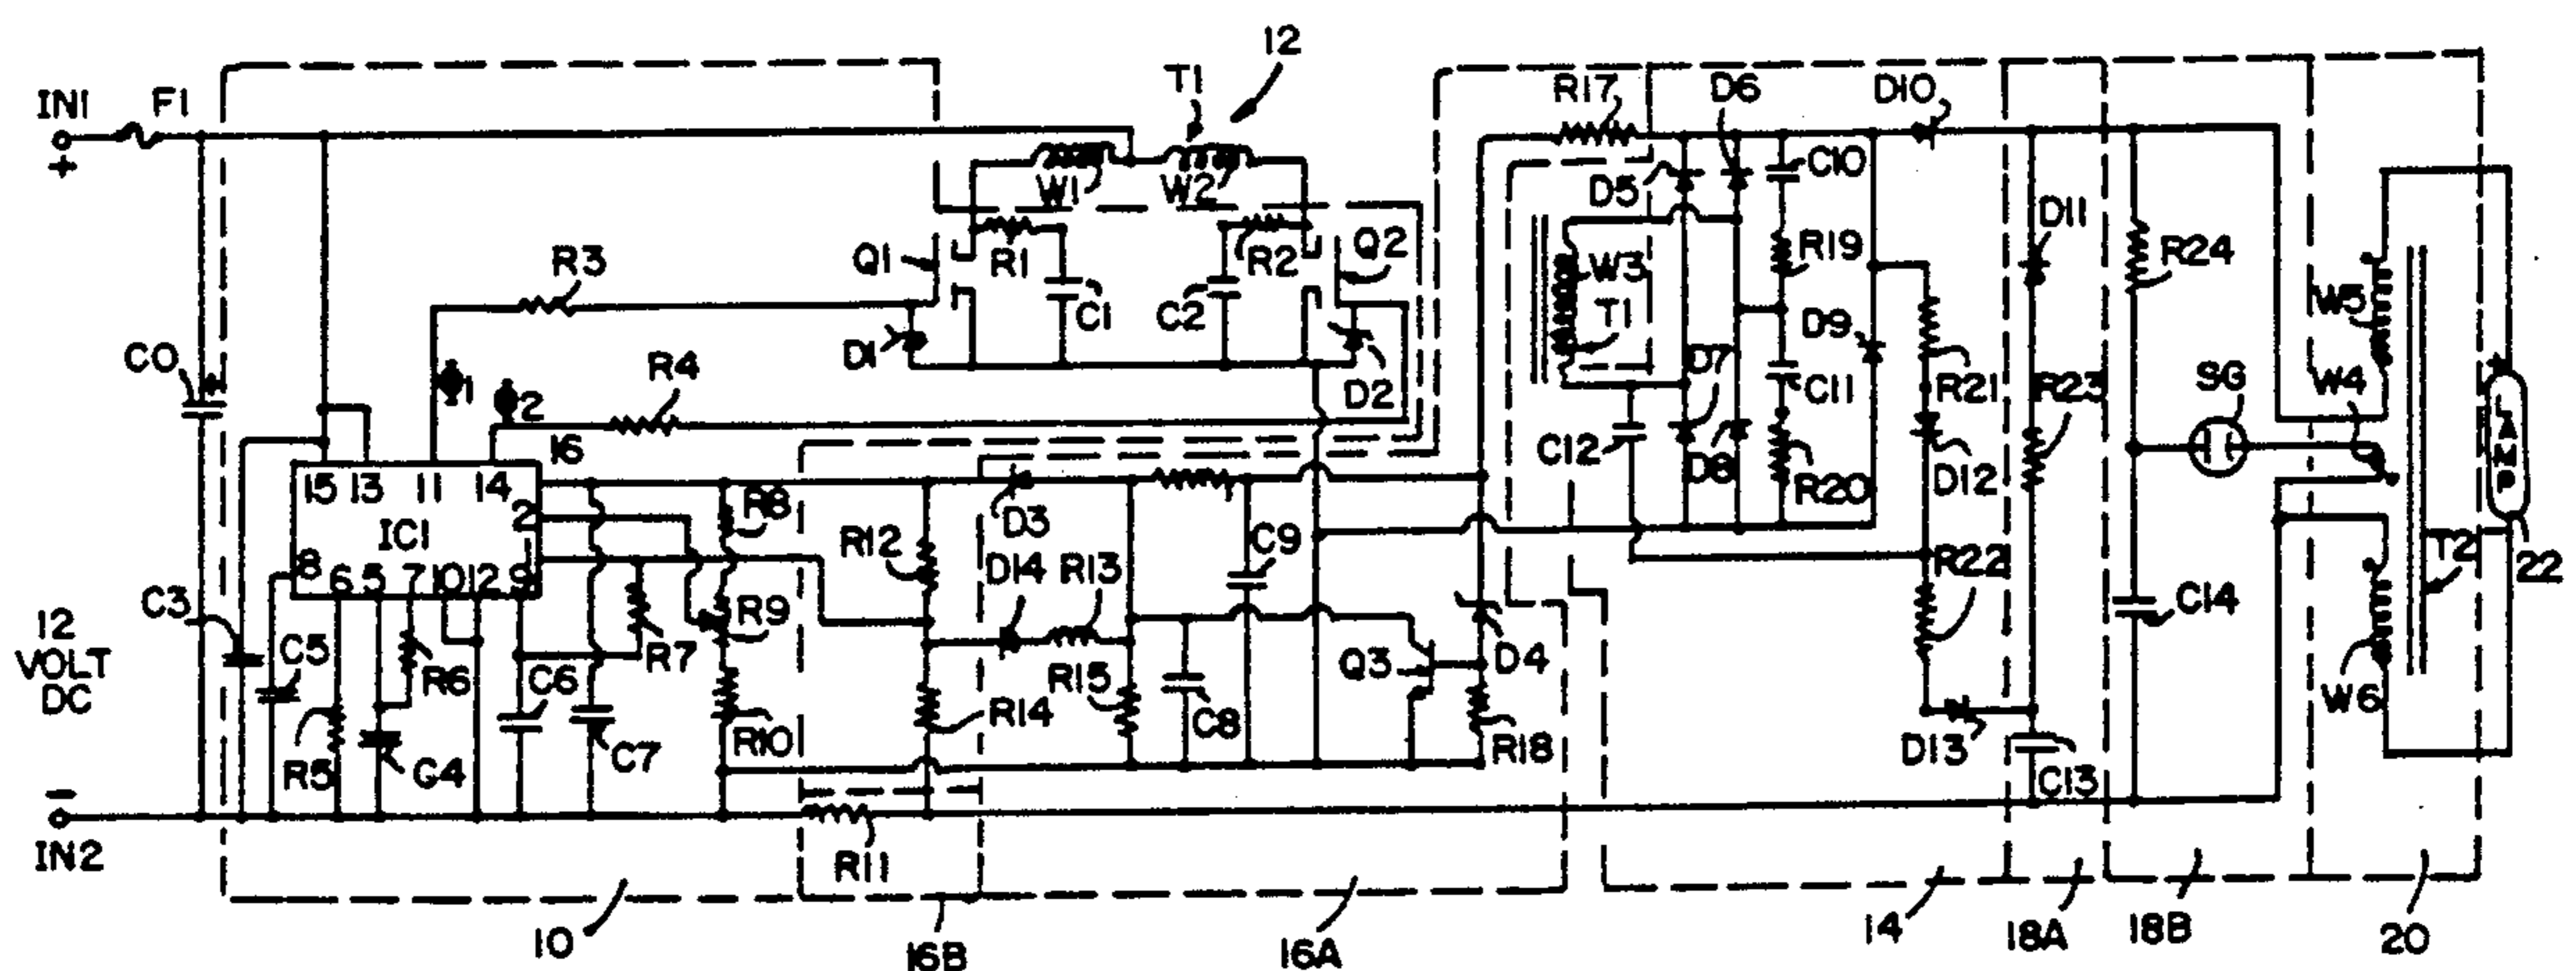 12
T1
IN1
F1
+
R17
D6
D10
W1
W2
D5
C10
D11
R3
Q1
R1
R2
Q2
W3
R19
R24
C1
C2
T1
D9
W5
C0
+
Φ1
R4
D1
D2
D7
R21
R23
SG
W4
+
Φ2
16
C12
D8
R20
D12
LAMP
15 13 11 14
2
IC1
1
8
6 5 7 10 12 9
R8
D3
R12
D14
R13
C9
R22
T2
22
C3
12
VOLT
DC
C5
R6
C6
R7
R9
R15
Q3
D4
C14
R5
C4
C7
R10
R14
C8
R18
D13
C13
W6
−
IN2
R11
10
16B
16A
14
18A
18B
20